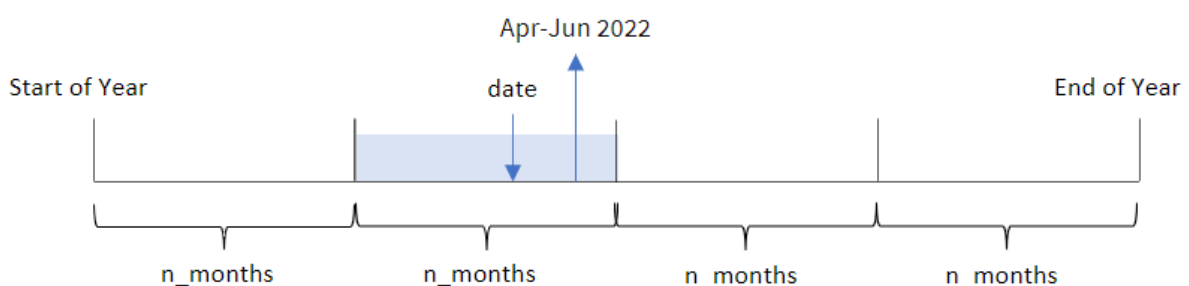 Apr-Jun 2022
Start of Year
date
End of Year
n_months
n_months
n months
n months